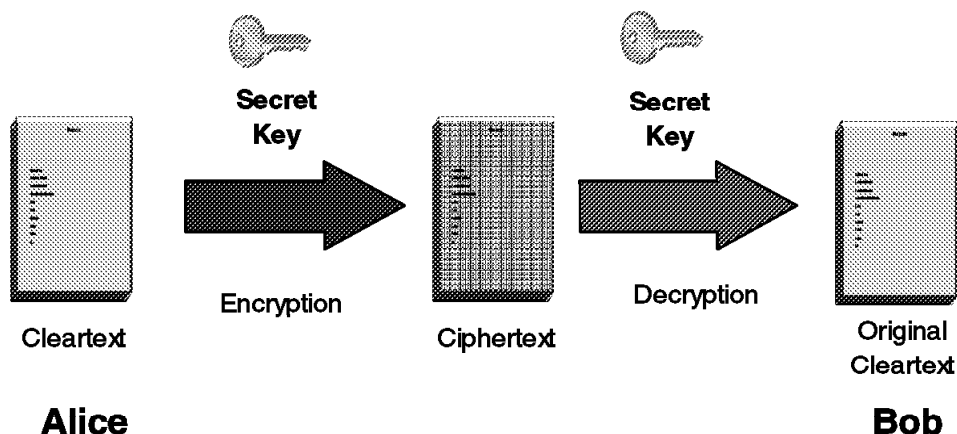 Secret
Key
Secret
Key
Encryption
Decryption
Cleartext
Ciphertext
Original
Cleartext
Alice
Bob